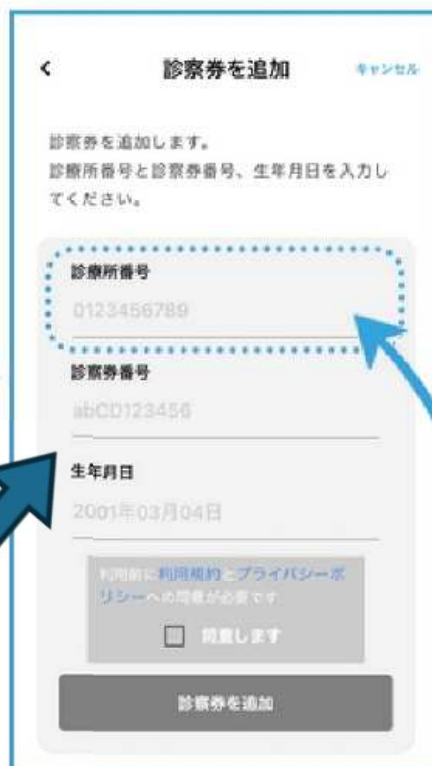 診察券を追加
キャンセル
診察券を追加します。
診療所番号と診察券番号、生年月日を入力し
てください。
診療所番号
0123456789
診察券番号
abCD123456
生年月日
2001年03月04日
利用前に利用規約とプライバシーポ
リシーへの同意が必要です
同意します
診察券を追加